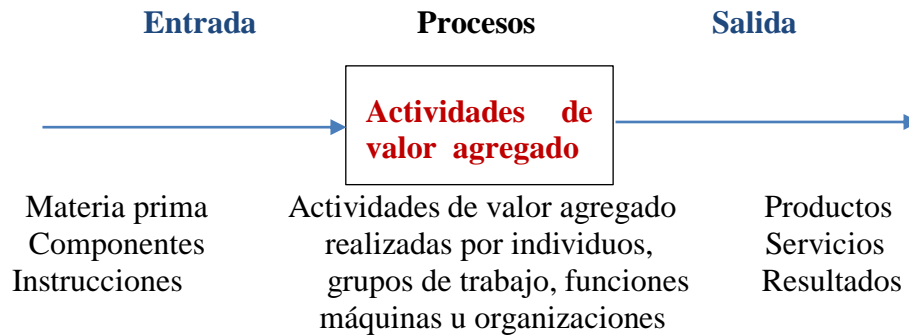 Entrada Procesos Salida
Actividades de
valor agregado
Materia prima Actividades de valor agregado Productos
Componentes realizadas por individuos, Servicios
Instrucciones grupos de trabajo, funciones Resultados
máquinas u organizaciones